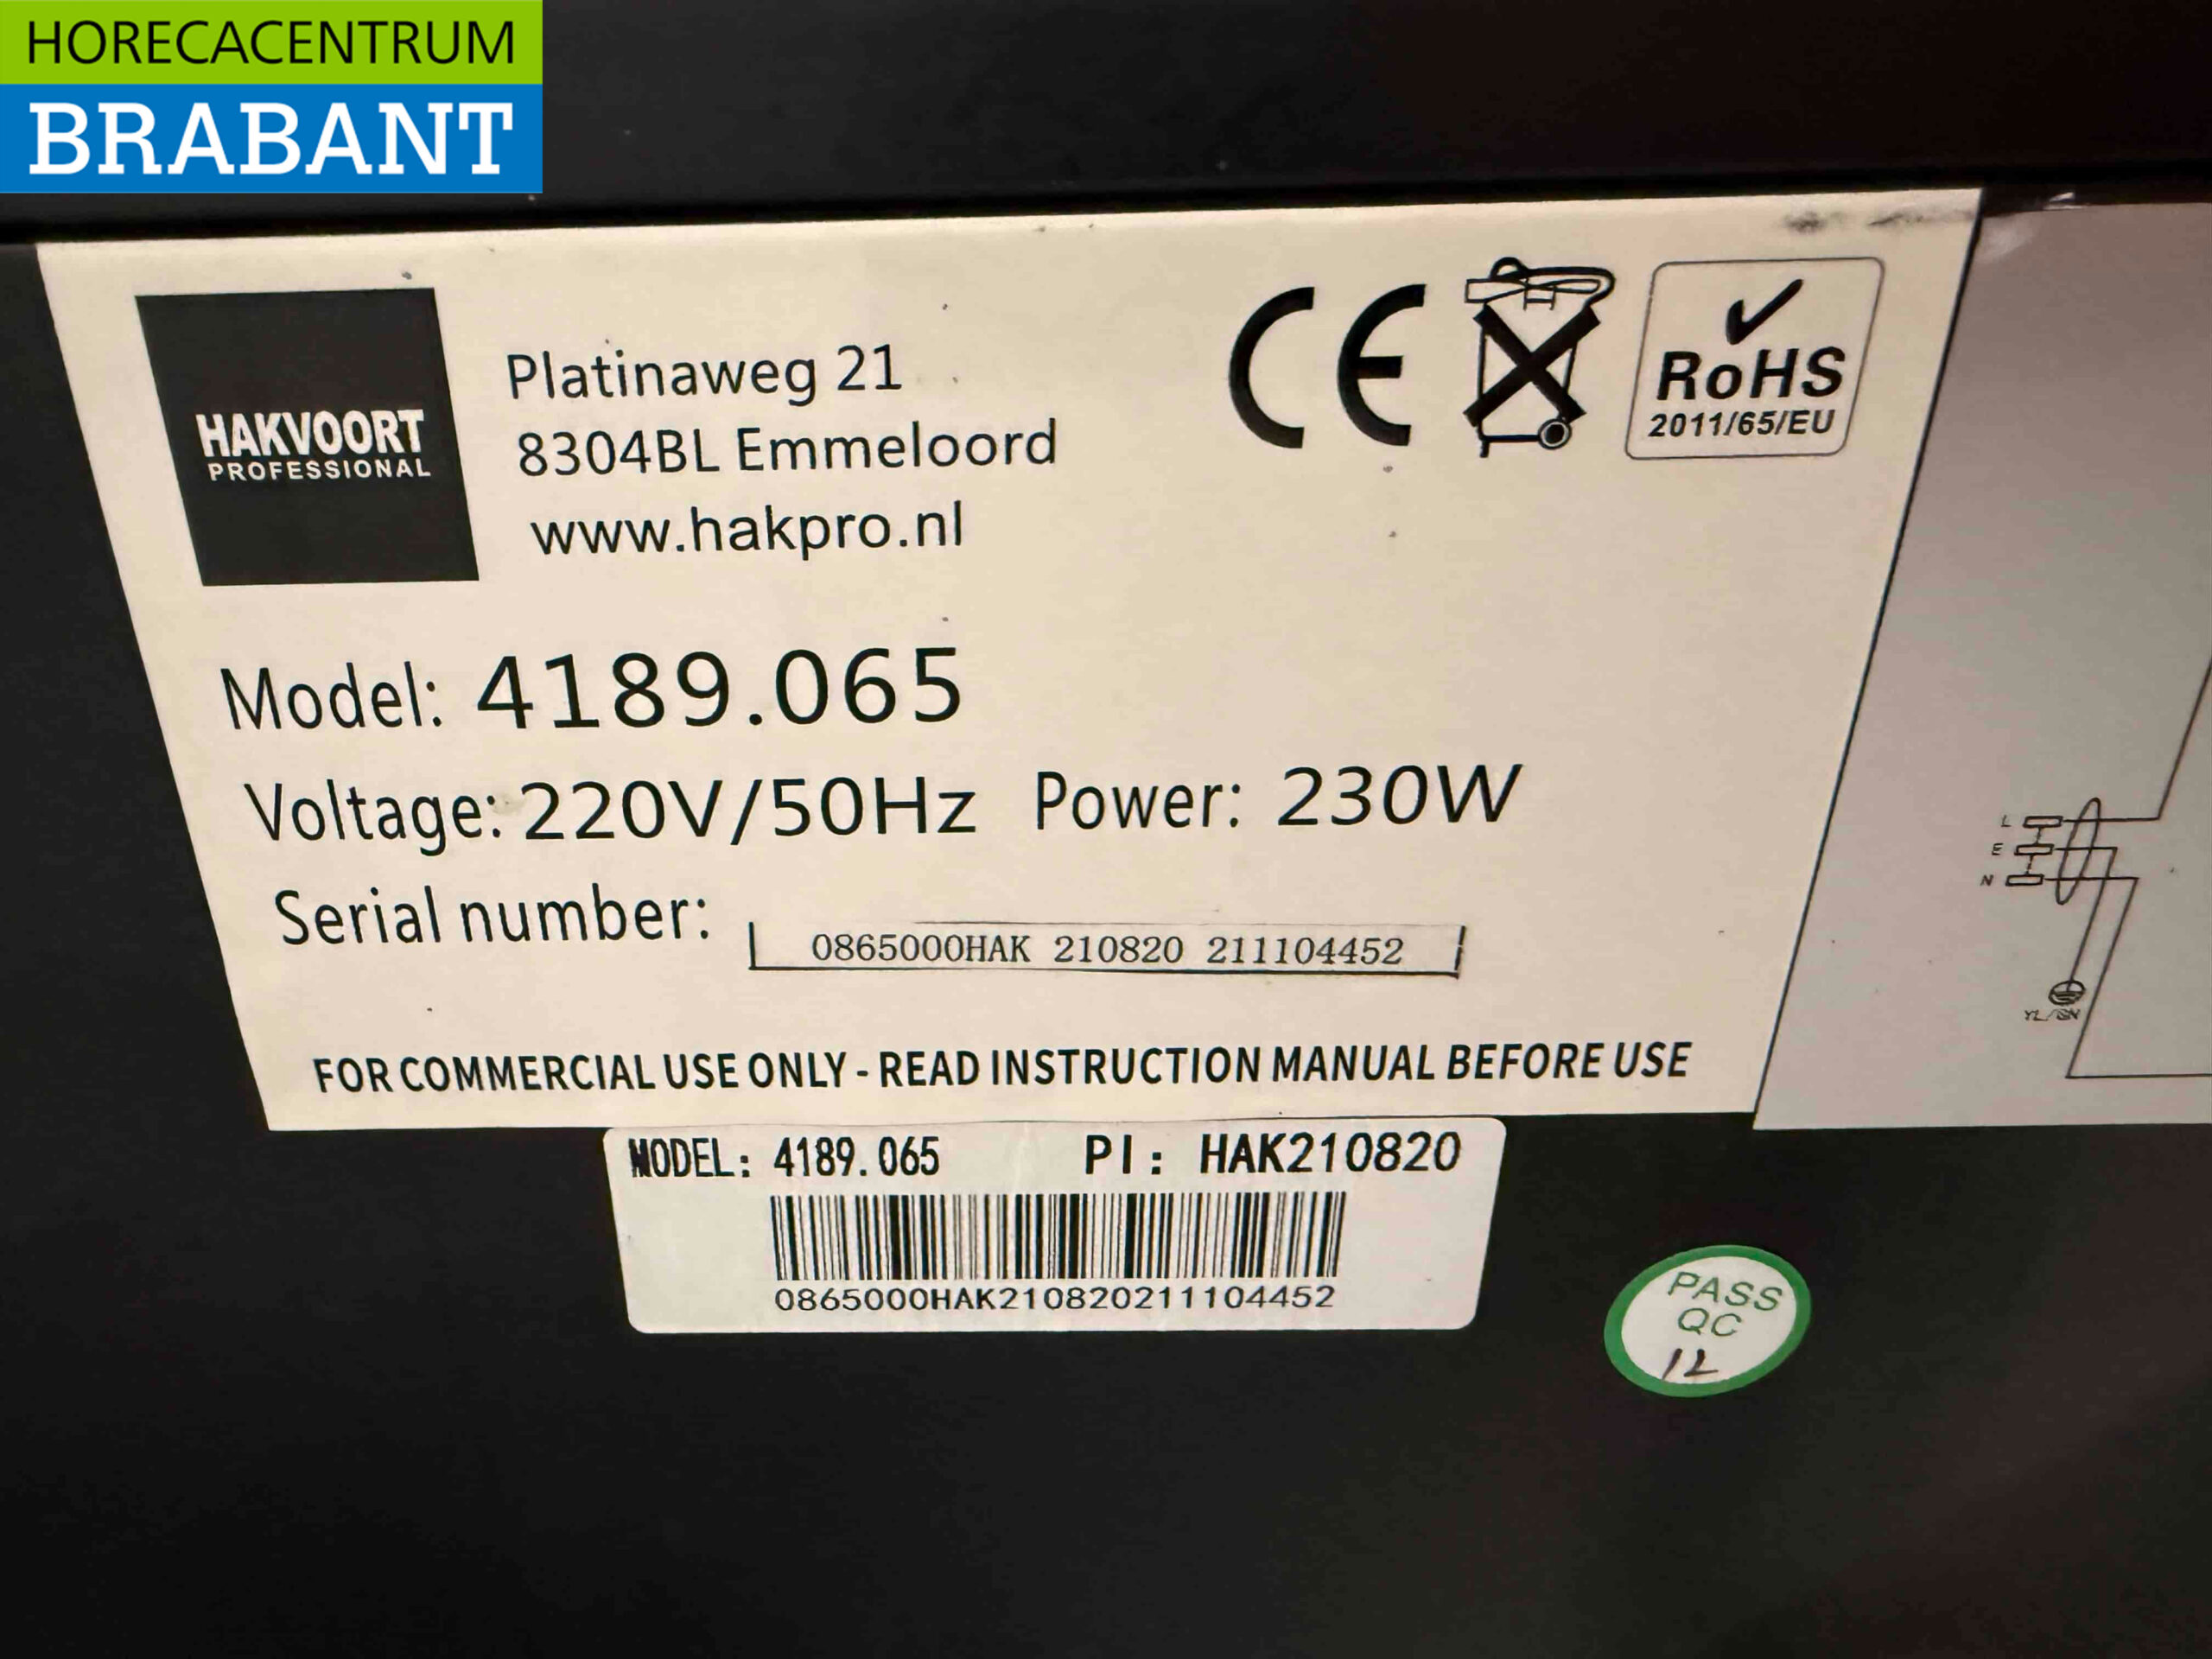 HORECACENTRUM
BRABANT
HAKVOORT
PROFESSIONAL
Platinaweg 21
8304BL Emmeloord
www.hakpro.nl
CE
RoHS
2011/65/EU
Model: 4189.065
Voltage: 220V/50Hz Power: 230W
Serial number: 0865000HAK 210820 211104452
FOR COMMERCIAL USE ONLY - READ INSTRUCTION MANUAL BEFORE USE
L
E
N
YL/GN
MODEL: 4189.065 PI: HAK210820
0865000HAK210820211104452
PASS
QC
12